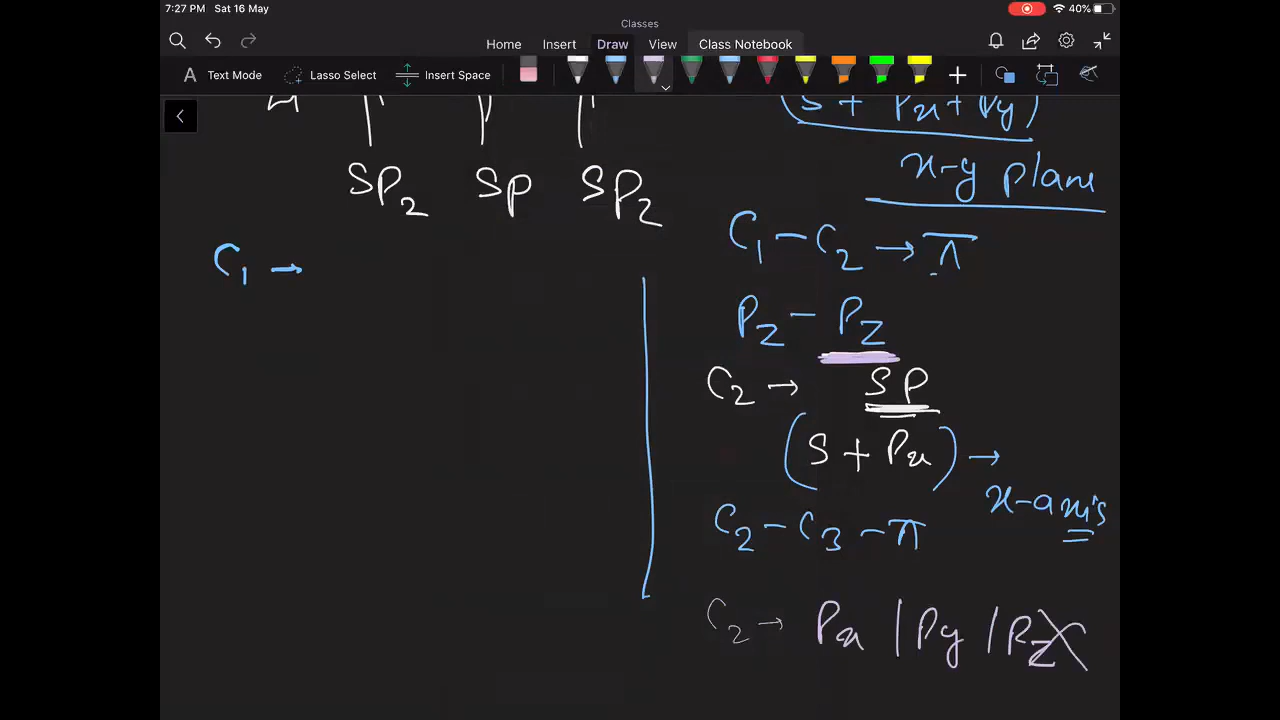 7:27 PM Sat 16 May
40%
Classes
Home Insert Draw View Class Notebook
Text Mode Lasso Select Insert Space
(S + Px + Py)
x-y plane
SP2 SP SP2
C1 →
C1 - C2 → π
Pz - Pz
C2 → SP
(S + Px) →
x-axis
C2 - C3 - π
C2 → Px | Py | Pz